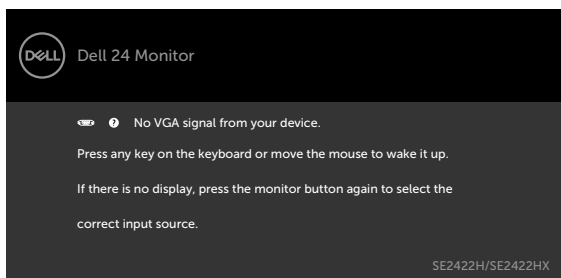 DELL
Dell 24 Monitor
? No VGA signal from your device.
Press any key on the keyboard or move the mouse to wake it up.
If there is no display, press the monitor button again to select the
correct input source.
SE2422H/SE2422HX